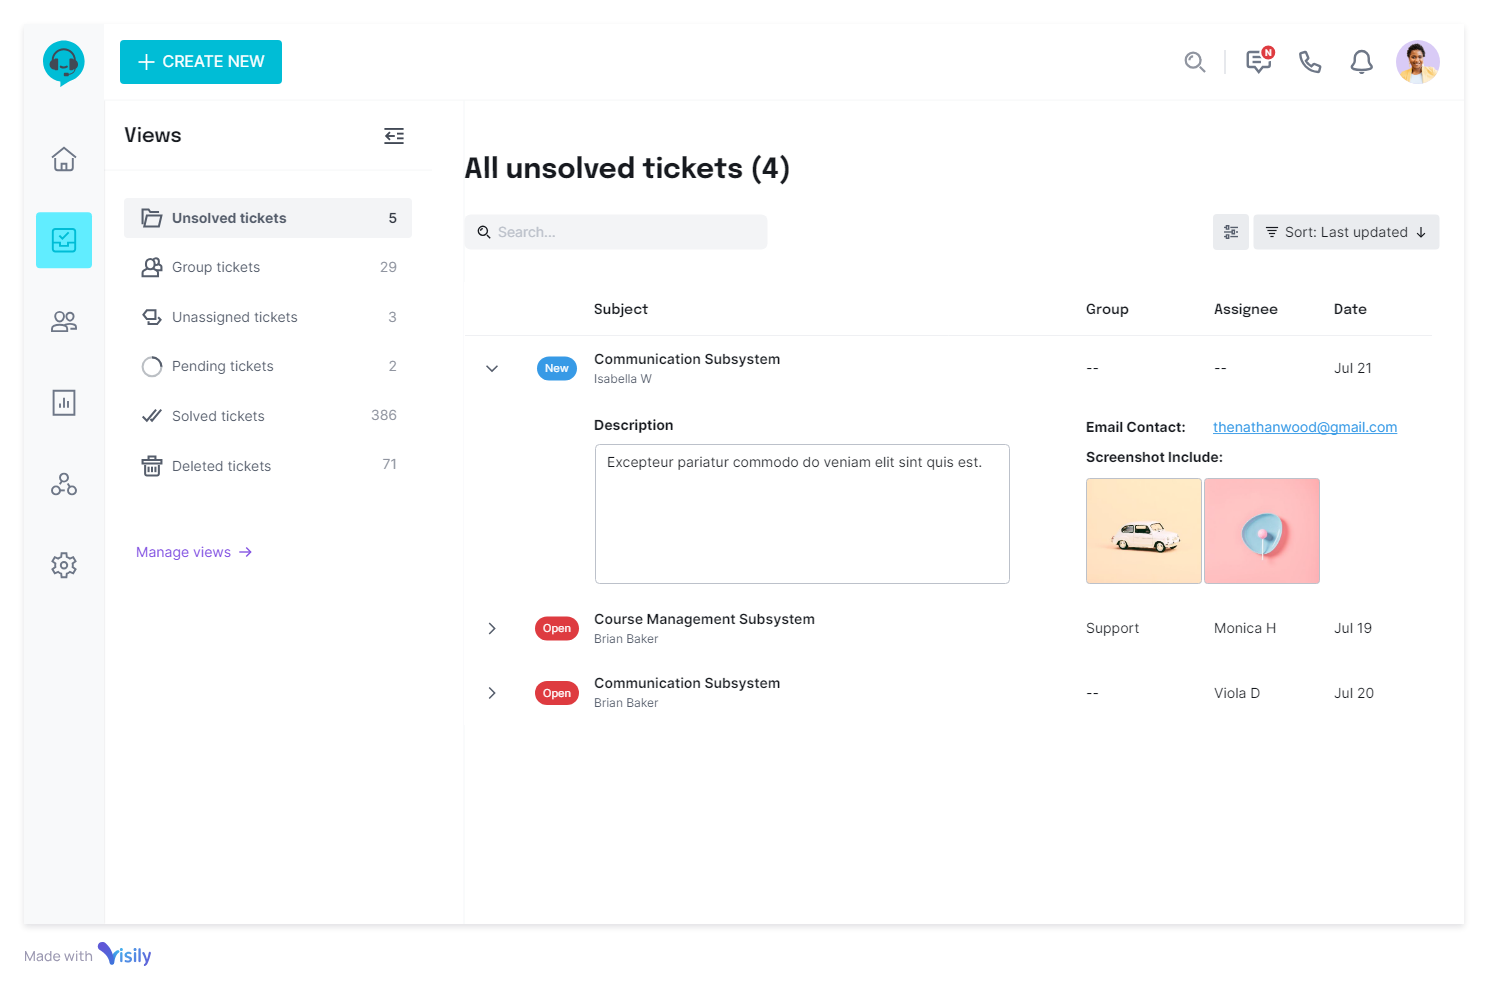 CREATE NEW
N
Views
Unsolved tickets 5
Group tickets 29
Unassigned tickets 3
Pending tickets 2
Solved tickets 386
Deleted tickets 71
Manage views
All unsolved tickets (4)
Search...
Sort: Last updated
Subject Group Assignee Date
New Communication Subsystem -- -- Jul 21
Isabella W
Description
Excepteur pariatur commodo do veniam elit sint quis est.
Email Contact: thenathanwood@gmail.com
Screenshot Include:
Open Course Management Subsystem Support Monica H Jul 19
Brian Baker
Open Communication Subsystem -- Viola D Jul 20
Brian Baker
Made with Visily